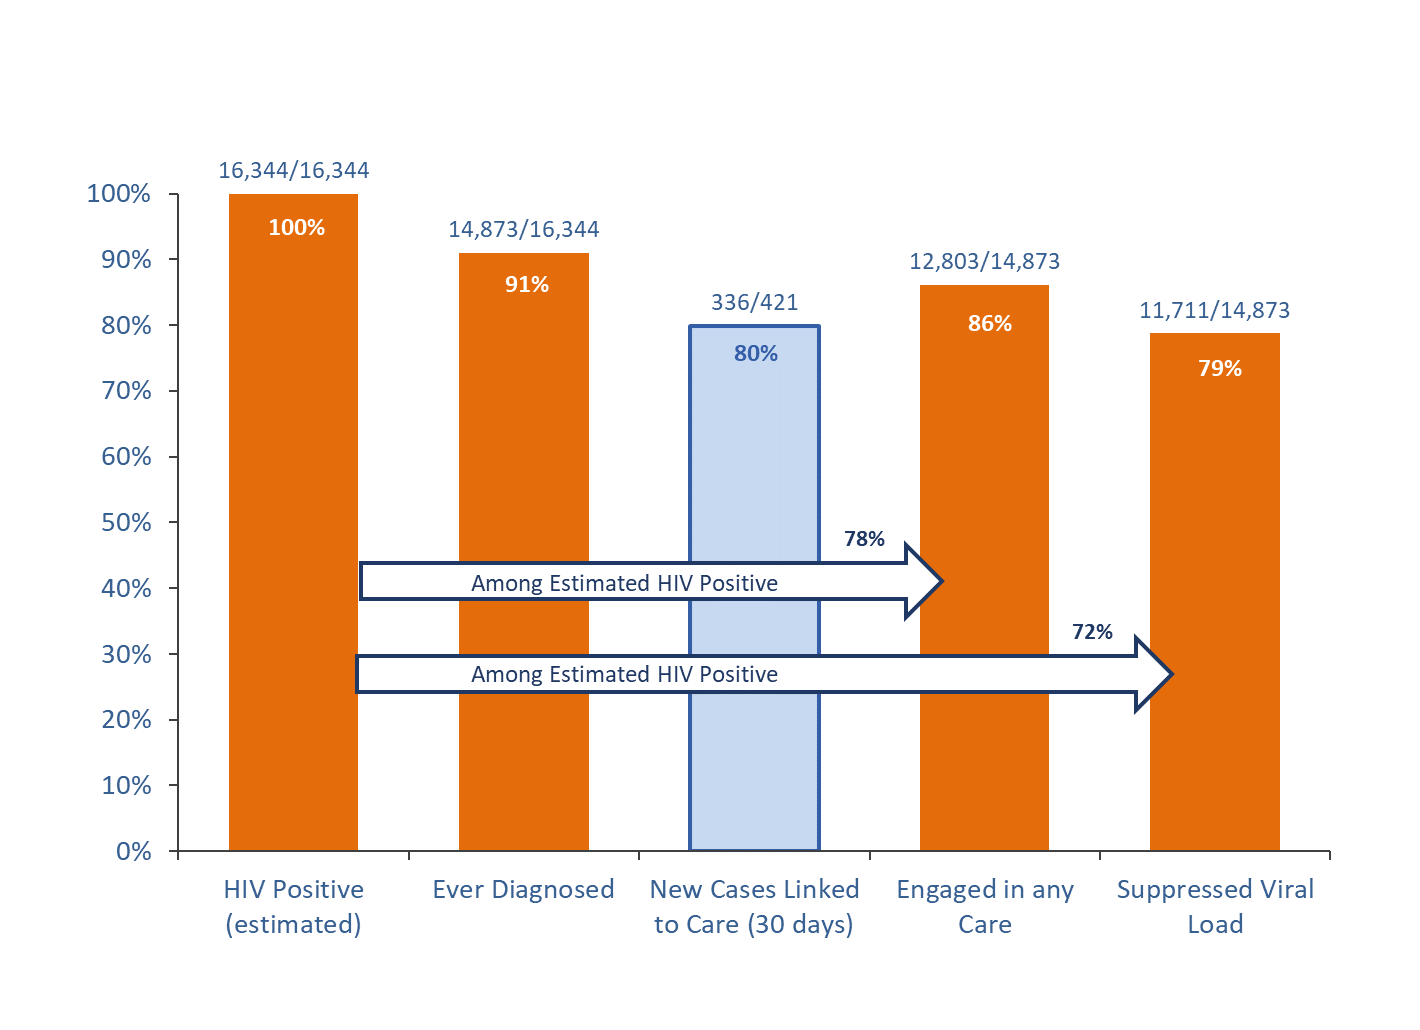 16,344/16,344
100%
14,873/16,344
91%
336/421
80%
12,803/14,873
86%
11,711/14,873
79%
100%
90%
80%
70%
60%
50%
40%
30%
20%
10%
0%
78%
Among Estimated HIV Positive
72%
Among Estimated HIV Positive
HIV Positive
(estimated)
Ever Diagnosed
New Cases Linked
to Care (30 days)
Engaged in any
Care
Suppressed Viral
Load